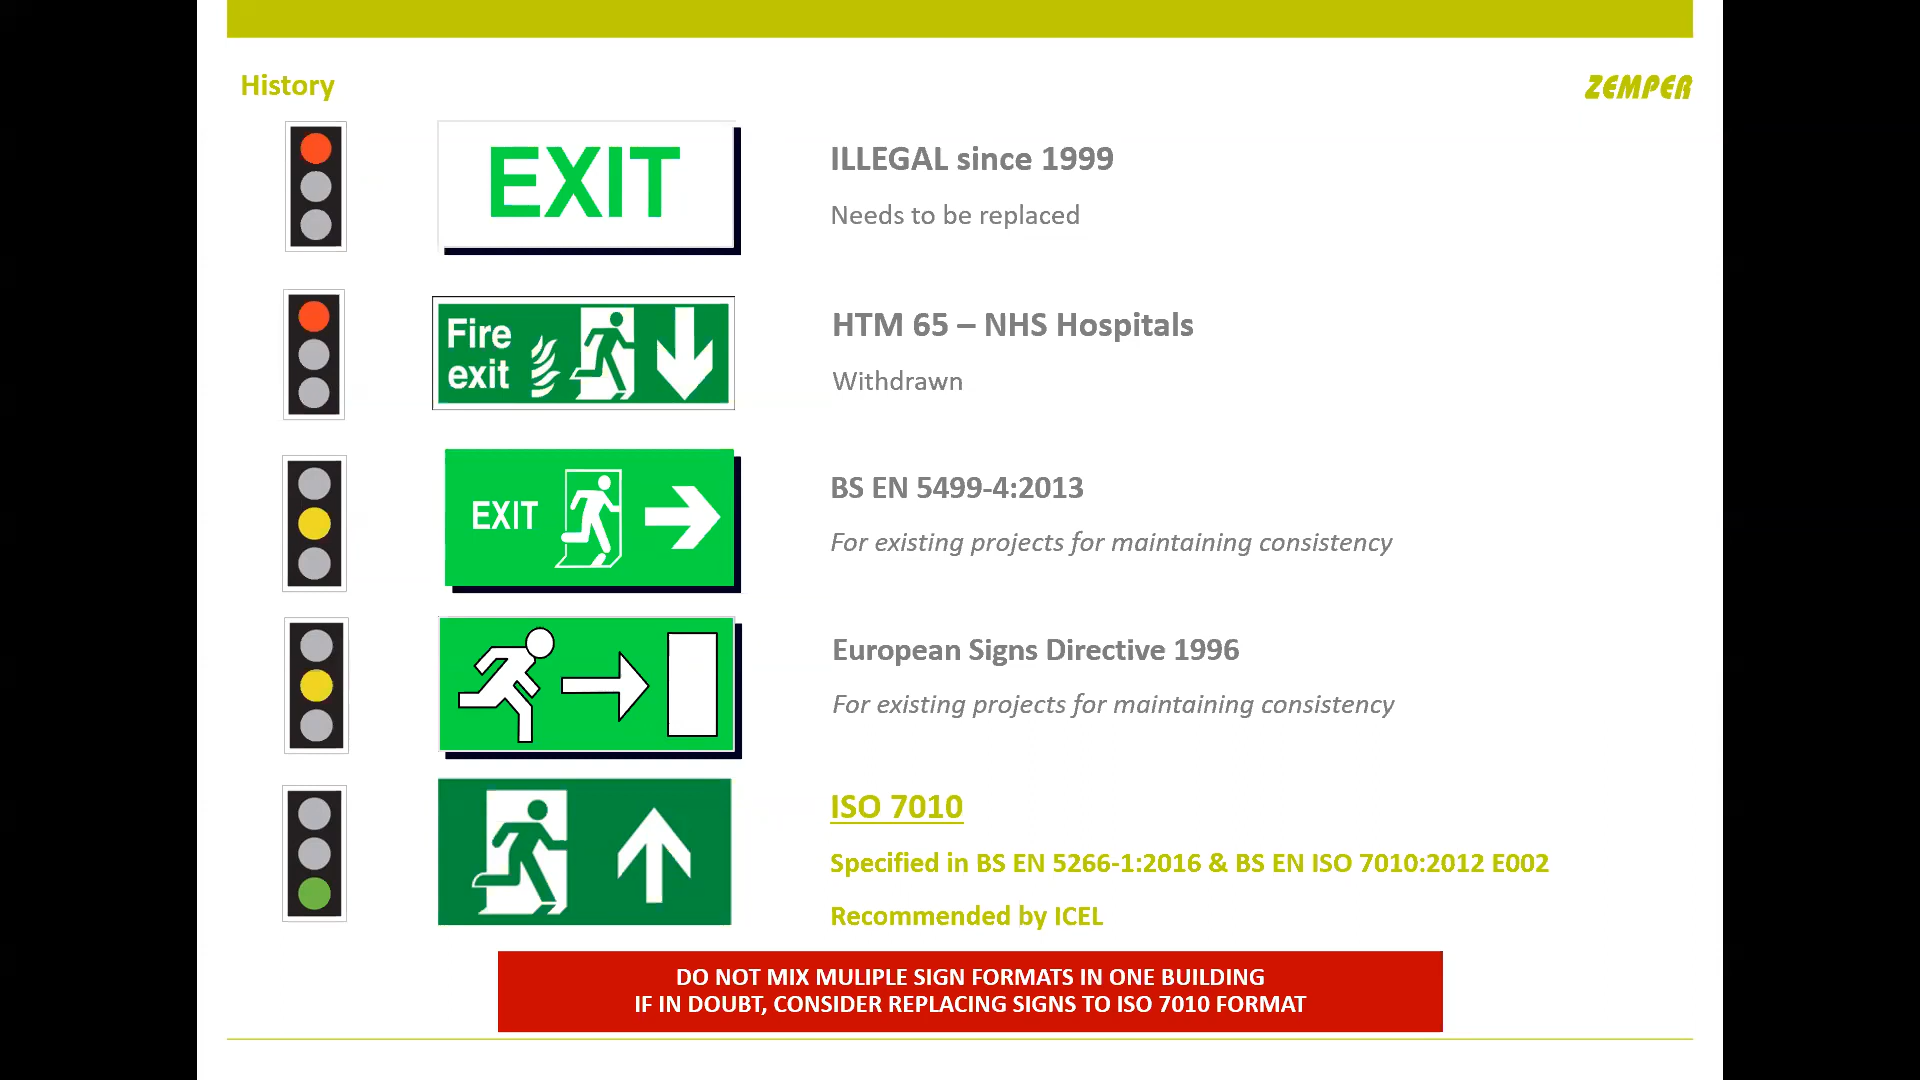 History
ZEMPER
EXIT
ILLEGAL since 1999
Needs to be replaced
Fire
exit
HTM 65 – NHS Hospitals
Withdrawn
EXIT
BS EN 5499-4:2013
For existing projects for maintaining consistency
European Signs Directive 1996
For existing projects for maintaining consistency
ISO 7010
Specified in BS EN 5266-1:2016 & BS EN ISO 7010:2012 E002
Recommended by ICEL
DO NOT MIX MULIPLE SIGN FORMATS IN ONE BUILDING
IF IN DOUBT, CONSIDER REPLACING SIGNS TO ISO 7010 FORMAT